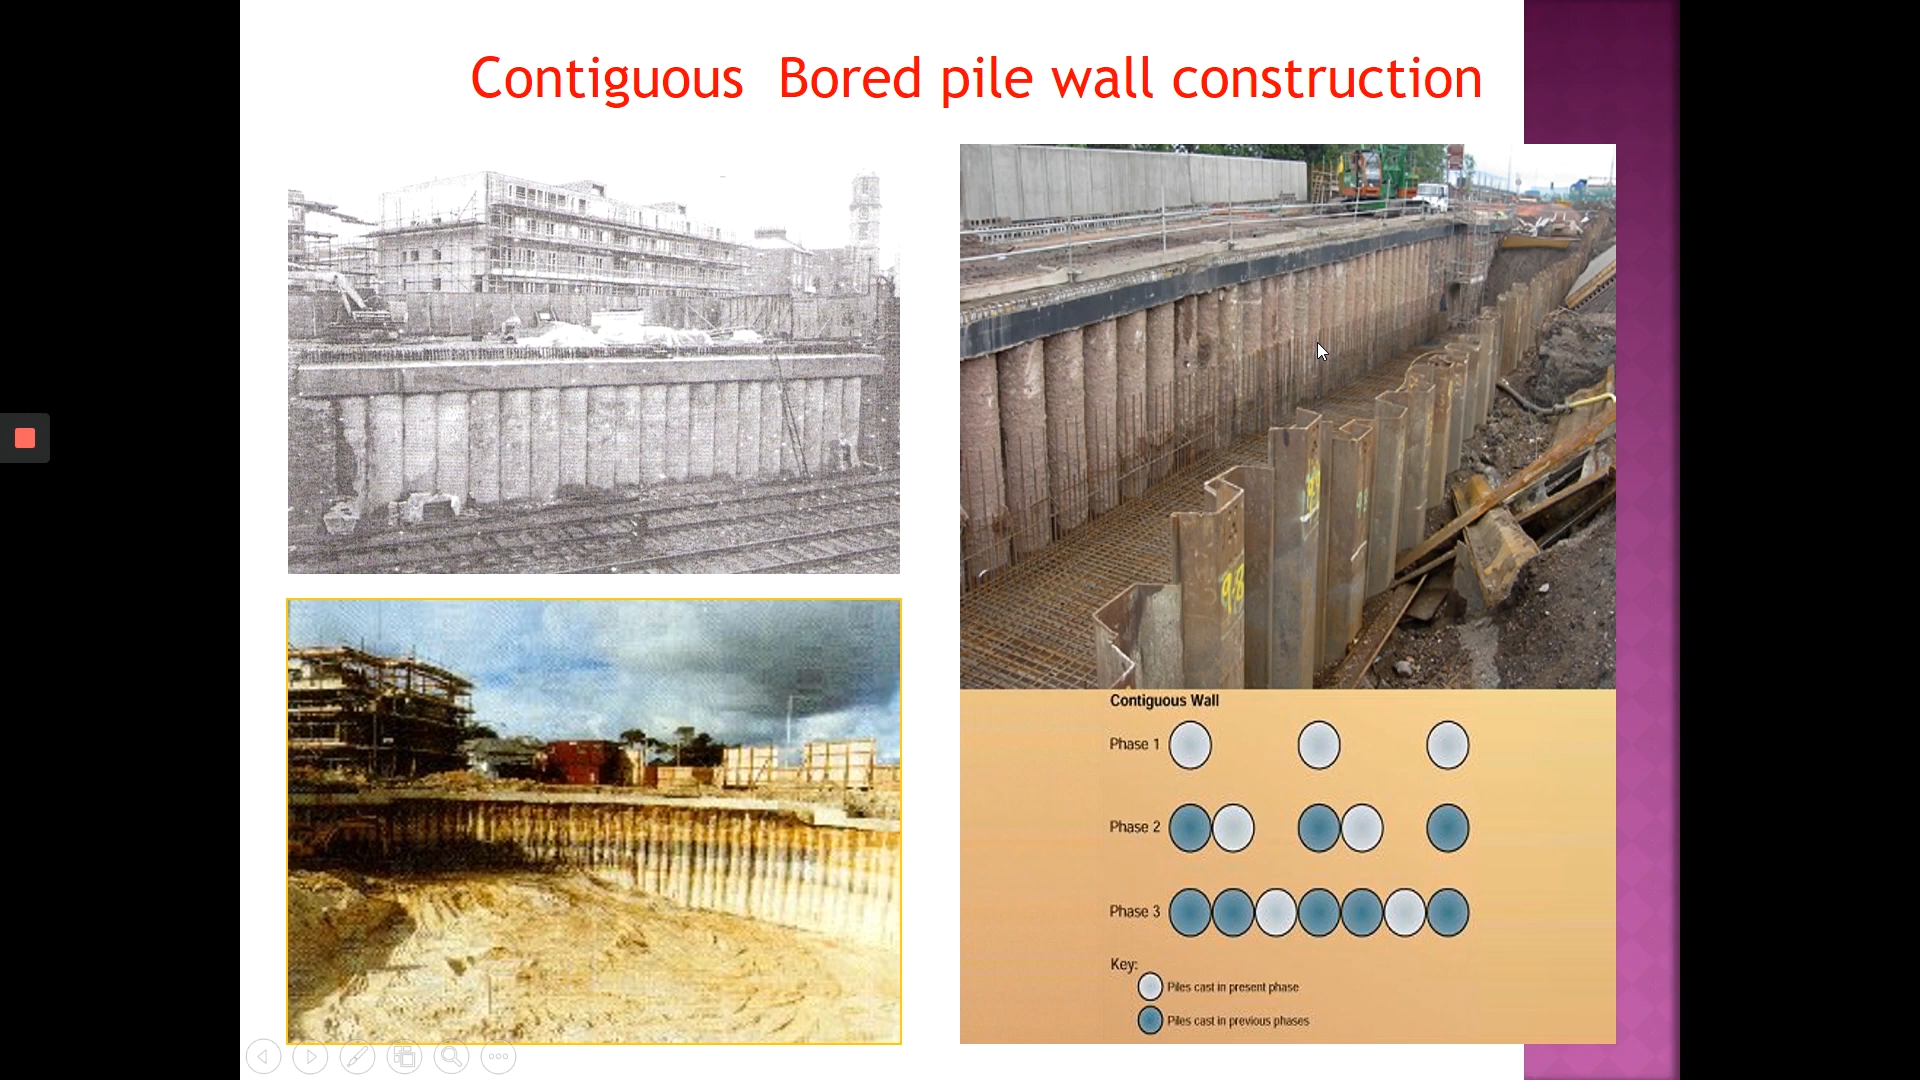 Contiguous Bored pile wall construction
98
Contiguous Wall
Phase 1
Phase 2
Phase 3
Key:
Piles cast in present phase
Piles cast in previous phases